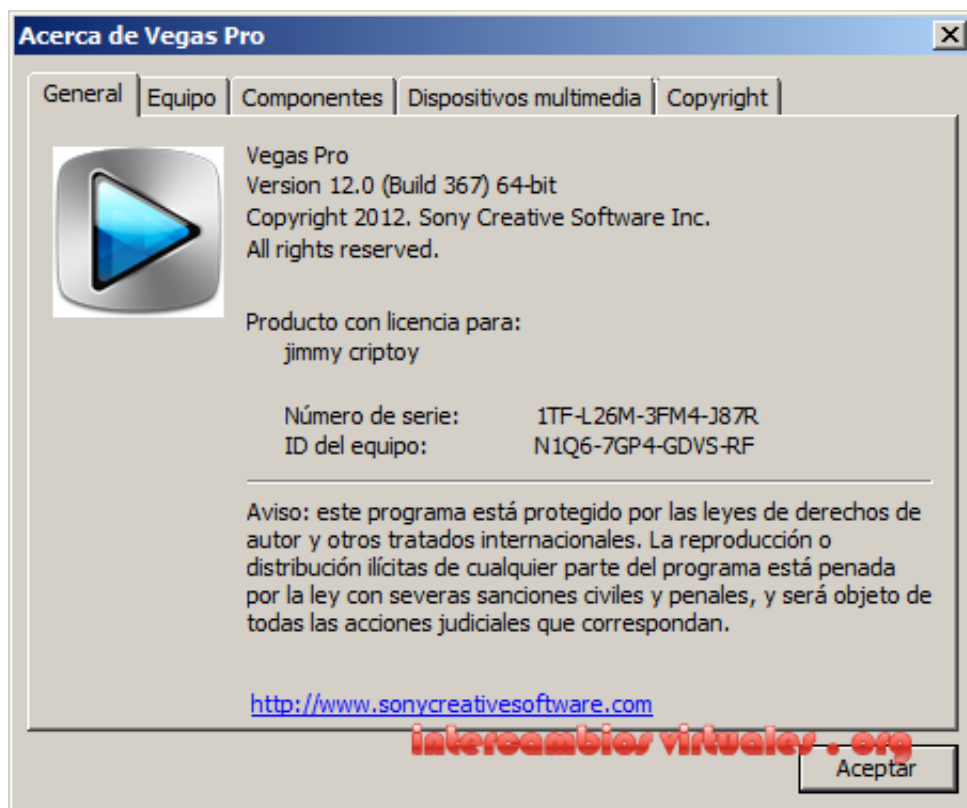 Acerca de Vegas Pro
General Equipo Componentes Dispositivos multimedia Copyright
Vegas Pro
Version 12.0 (Build 367) 64-bit
Copyright 2012. Sony Creative Software Inc.
All rights reserved.
Producto con licencia para:
jimmy criptoy
Número de serie: 1TF-L26M-3FM4-J87R
ID del equipo: N1Q6-7GP4-GDVS-RF
Aviso: este programa está protegido por las leyes de derechos de
autor y otros tratados internacionales. La reproducción o
distribución ilícitas de cualquier parte del programa está penada
por la ley con severas sanciones civiles y penales, y será objeto de
todas las acciones judiciales que correspondan.
http://www.sonycreativesoftware.com
intercambios virtuales . org
Aceptar